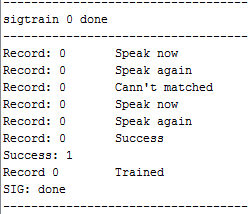 sigtrain 0 done
Record: 0 Speak now
Record: 0 Speak again
Record: 0 Cann't matched
Record: 0 Speak now
Record: 0 Speak again
Record: 0 Success
Success: 1
Record 0 Trained
SIG: done